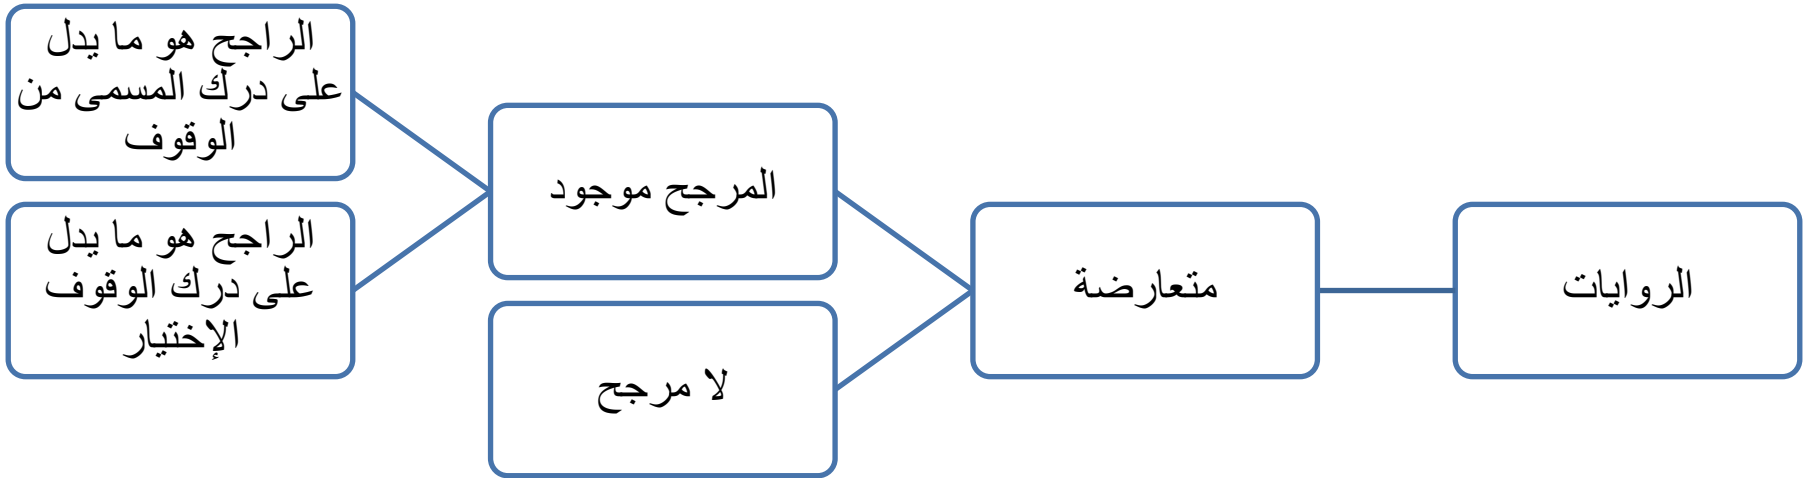 الروايات
متعارضة
المرجح موجود
لا مرجح
الراجح هو ما يدل
على درك المسمى من
الوقوف
الراجح هو ما يدل
على درك الوقوف
الإختيار